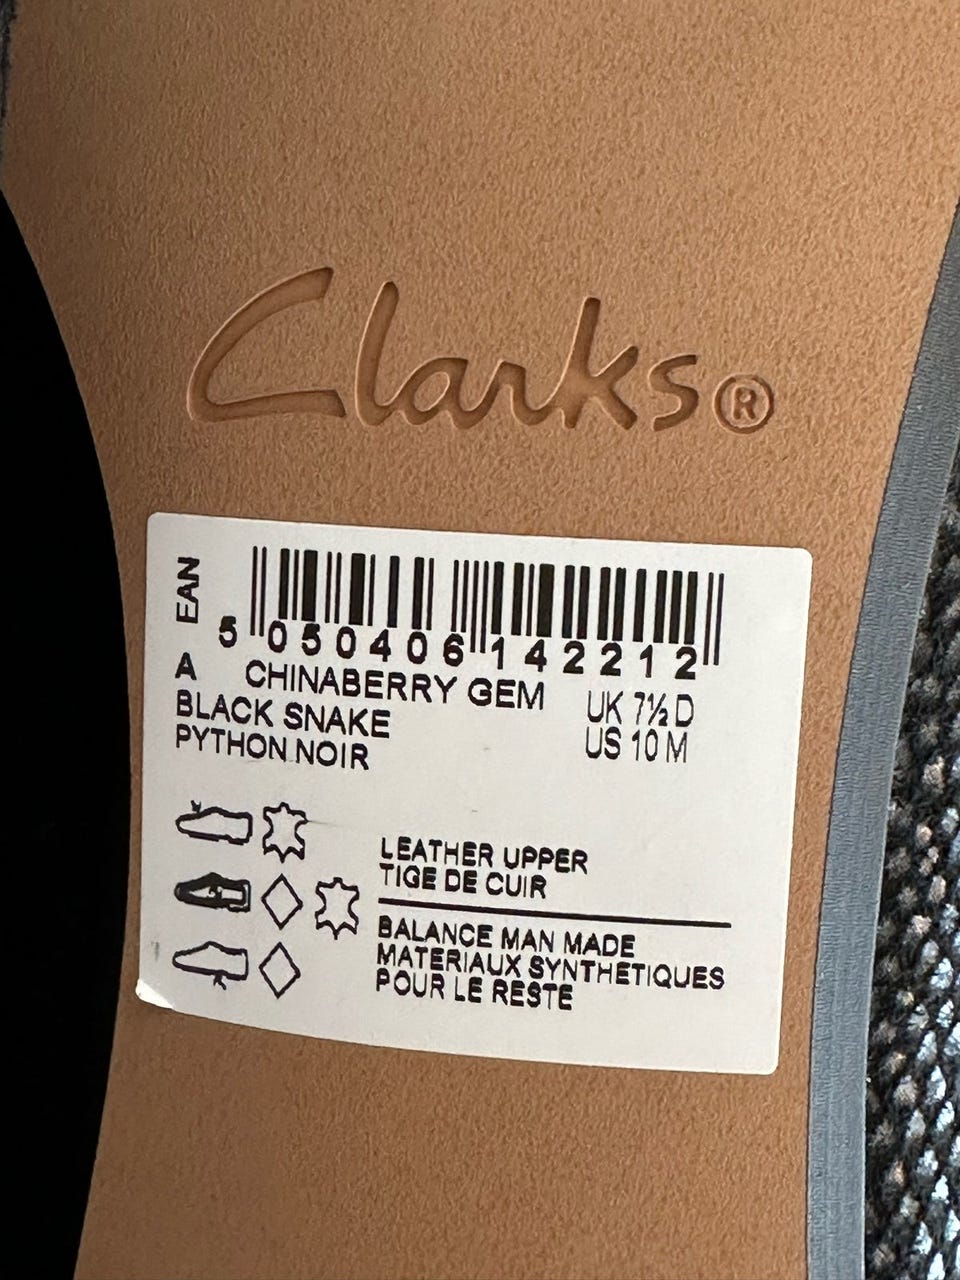 Clarks®
EAN
5 050406 142212
A CHINABERRY GEM UK 7½ D
BLACK SNAKE US 10 M
PYTHON NOIR
LEATHER UPPER
TIGE DE CUIR
BALANCE MAN MADE
MATERIAUX SYNTHETIQUES
POUR LE RESTE